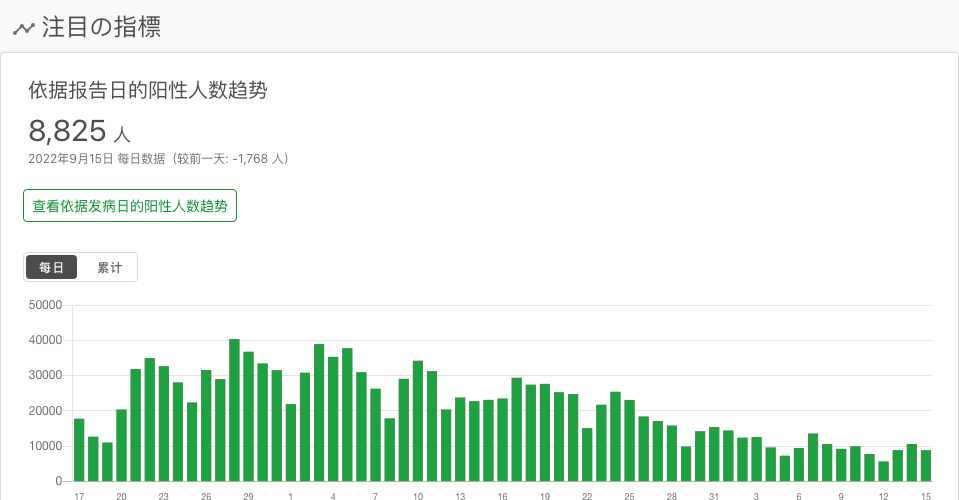 注目の指標
依据报告日的阳性人数趋势
8,825 人
2022年9月15日 每日数据（较前一天: -1,768 人）
查看依据发病日的阳性人数趋势
每日 累计
50000
40000
30000
20000
10000
0
17 20 23 26 29 1 4 7 10 13 16 19 22 25 28 31 3 6 9 12 15